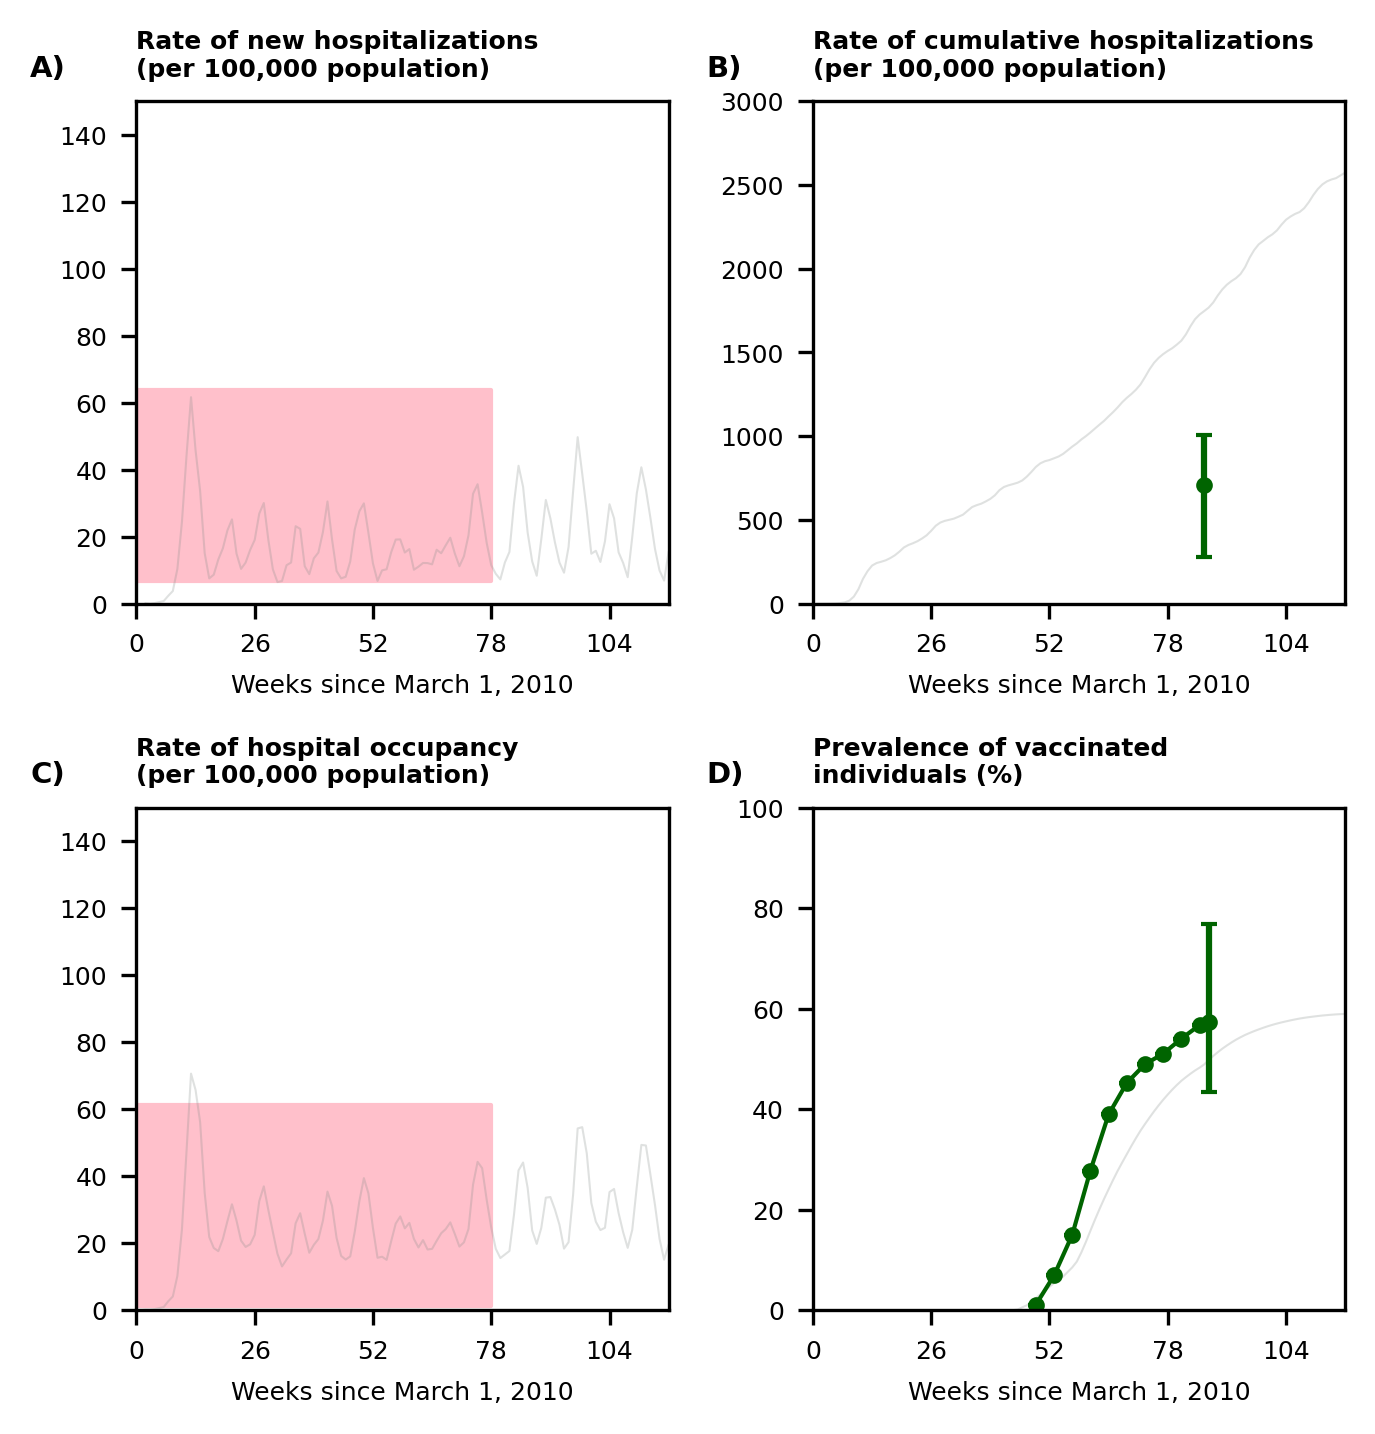 A)
Rate of new hospitalizations
(per 100,000 population)
140
120
100
80
60
40
20
0
0 26 52 78 104
Weeks since March 1, 2010
B)
Rate of cumulative hospitalizations
(per 100,000 population)
3000
2500
2000
1500
1000
500
0
0 26 52 78 104
Weeks since March 1, 2010
C)
Rate of hospital occupancy
(per 100,000 population)
140
120
100
80
60
40
20
0
0 26 52 78 104
Weeks since March 1, 2010
D)
Prevalence of vaccinated
individuals (%)
100
80
60
40
20
0
0 26 52 78 104
Weeks since March 1, 2010